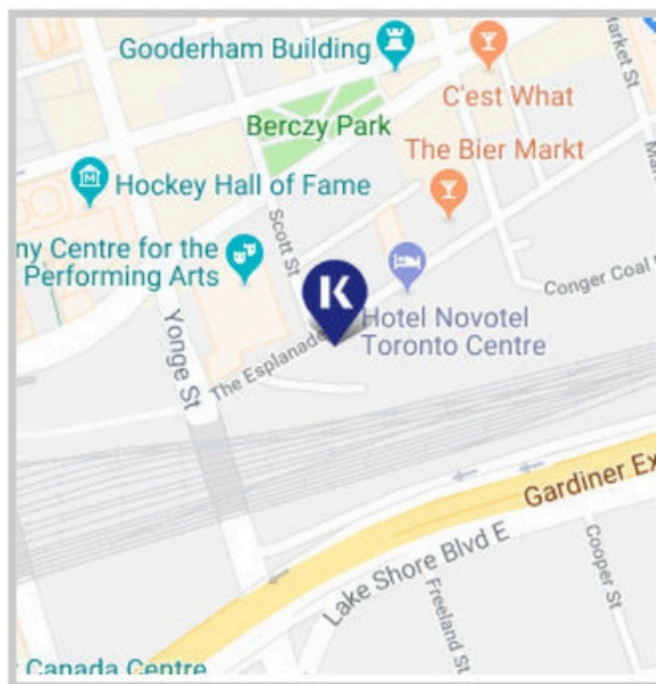 Gooderham Building
C'est What
Market St
Berczy Park
The Bier Markt
Hockey Hall of Fame
Scott St
ny Centre for the
Performing Arts
K
Conger Coal
Hotel Novotel
Toronto Centre
Yonge St
The Esplanade
Gardiner Ex
Lake Shore Blvd E
Cooper St
Freeland St
Canada Centre